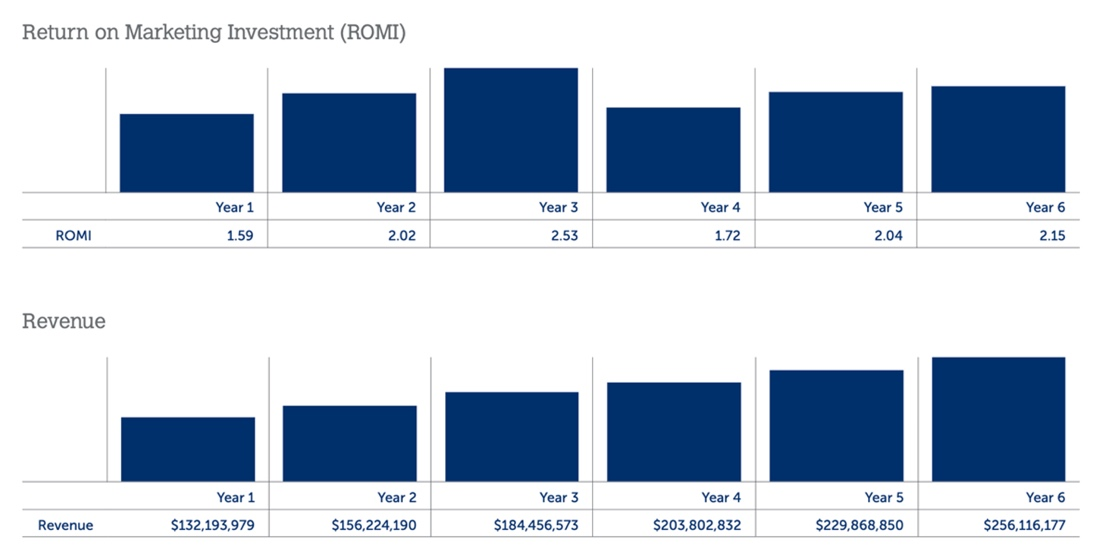 Return on Marketing Investment (ROMI)
Year 1 Year 2 Year 3 Year 4 Year 5 Year 6
ROMI 1.59 2.02 2.53 1.72 2.04 2.15
Revenue
Year 1 Year 2 Year 3 Year 4 Year 5 Year 6
Revenue $132,193,979 $156,224,190 $184,456,573 $203,802,832 $229,868,850 $256,116,177